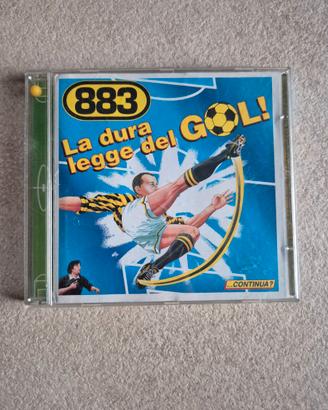 883
La dura
legge del GOL!
...CONTINUA?